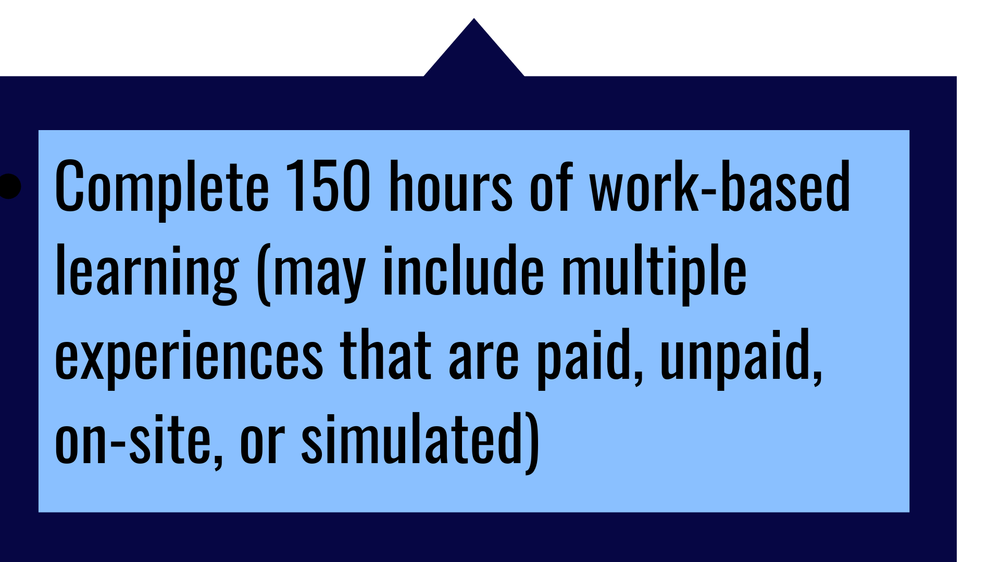 • Complete 150 hours of work-based
learning (may include multiple
experiences that are paid, unpaid,
on-site, or simulated)